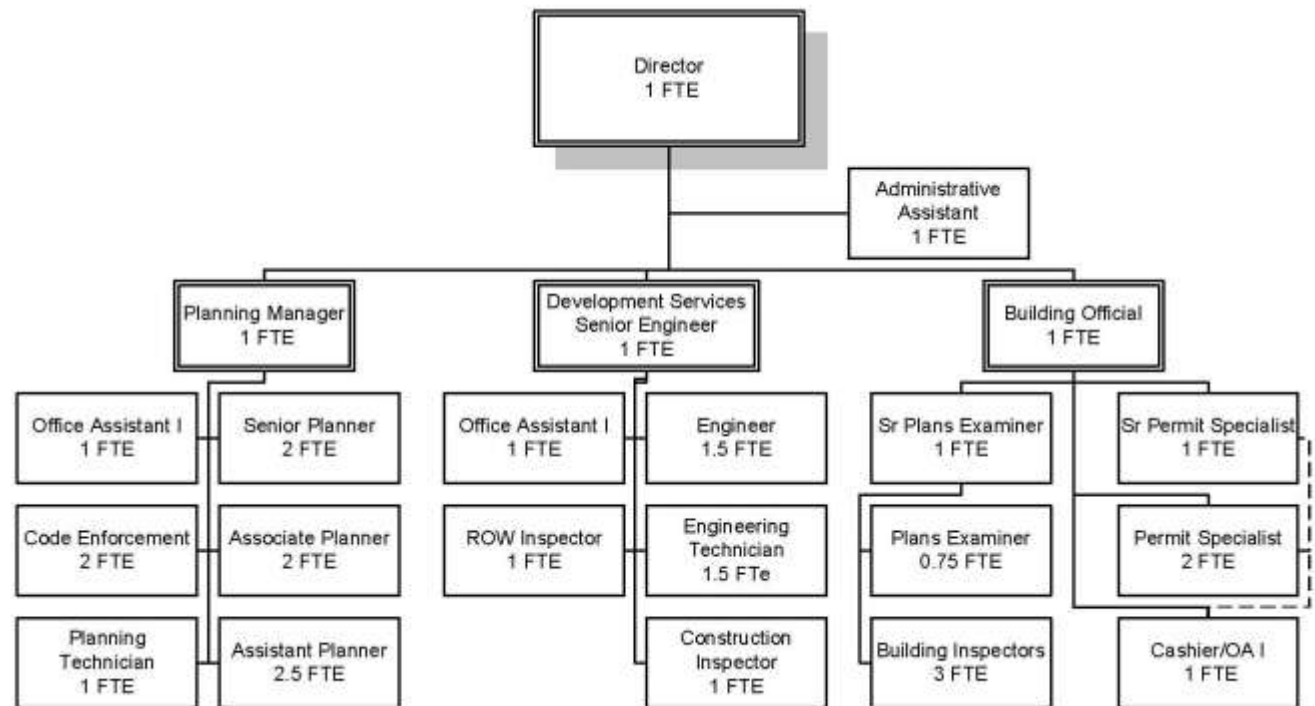 Director
1 FTE
Administrative
Assistant
1 FTE
Planning Manager
1 FTE
Development Services
Senior Engineer
1 FTE
Building Official
1 FTE
Office Assistant I
1 FTE
Senior Planner
2 FTE
Office Assistant I
1 FTE
Engineer
1.5 FTE
Sr Plans Examiner
1 FTE
Sr Permit Specialist
1 FTE
Code Enforcement
2 FTE
Associate Planner
2 FTE
ROW Inspector
1 FTE
Engineering
Technician
1.5 FTe
Plans Examiner
0.75 FTE
Permit Specialist
2 FTE
Planning
Technician
1 FTE
Assistant Planner
2.5 FTE
Construction
Inspector
1 FTE
Building Inspectors
3 FTE
Cashier/OA I
1 FTE